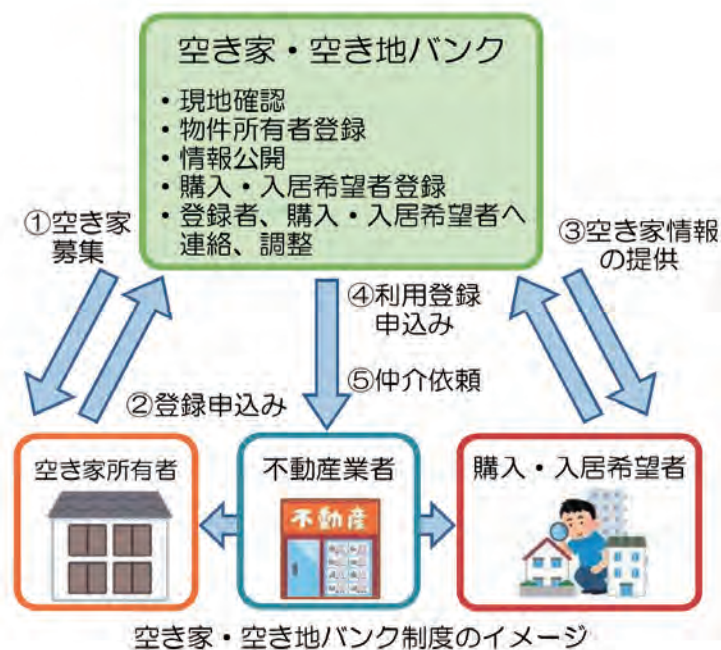 空き家・空き地バンク
・現地確認
・物件所有者登録
・情報公開
・購入・入居希望者登録
・登録者、購入・入居希望者へ
連絡、調整
①空き家
募集
②登録申込み
③空き家情報
の提供
④利用登録
申込み
⑤仲介依頼
空き家所有者
不動産業者
不動産
購入・入居希望者
空き家・空き地バンク制度のイメージ